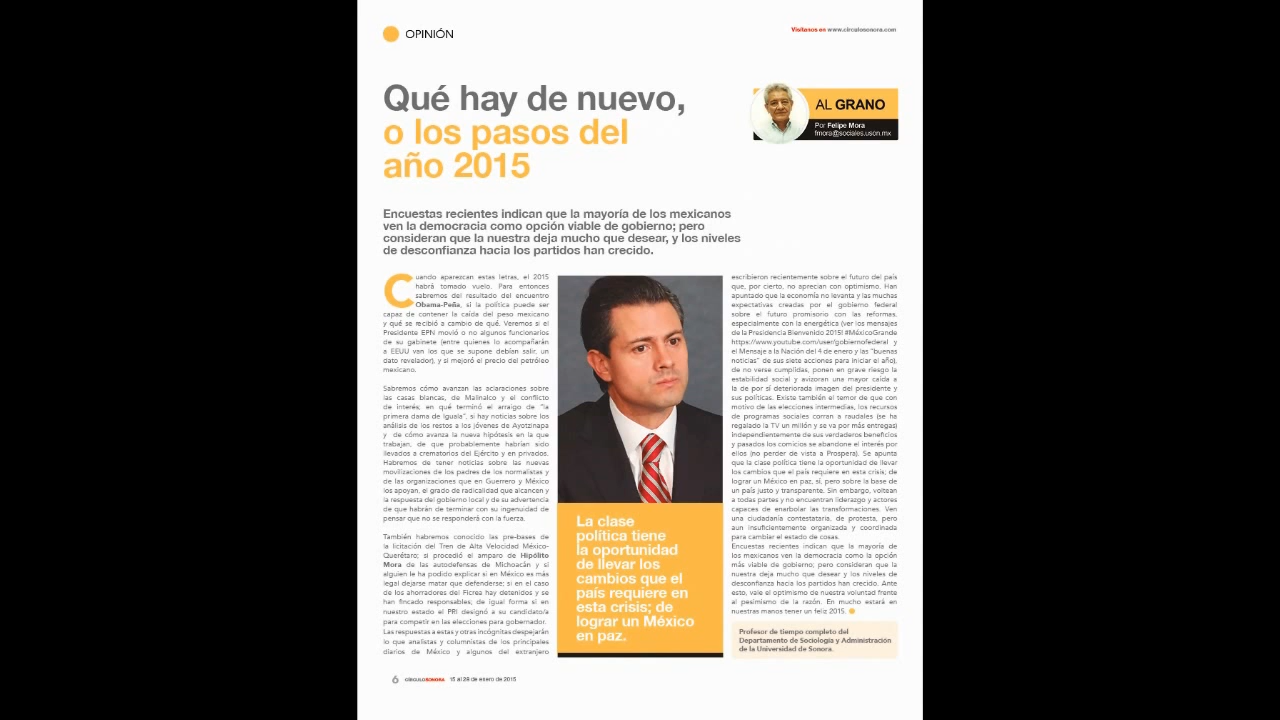 OPINIÓN
Visítanos en www.circulosonora.com
Qué hay de nuevo,
o los pasos del
año 2015
AL GRANO
Por Felipe Mora
fmora@sociales.uson.mx
Encuestas recientes indican que la mayoría de los mexicanos
ven la democracia como opción viable de gobierno; pero
consideran que la nuestra deja mucho que desear, y los niveles
de desconfianza hacia los partidos han crecido.
Cuando aparezcan estas letras, el 2015
habrá tomado vuelo. Para entonces
sabremos del resultado del encuentro
Obama-Peña, si la política puede ser
capaz de contener la caída del peso mexicano
y qué se recibió a cambio de qué. Veremos si el
Presidente EPN movió o no algunos funcionarios
de su gabinete (entre quienes lo acompañarán
a EEUU van los que se supone debían salir, un
dato revelador), y si mejoró el precio del petróleo
mexicano.
Sabremos cómo avanzan las aclaraciones sobre
las casas blancas, de Malinalco y el conflicto
de interés; en qué terminó el arraigo de "la
primera dama de Iguala", si hay noticias sobre los
análisis de los restos a los jóvenes de Ayotzinapa
y de cómo avanza la nueva hipótesis en la que
trabajan, de que probablemente habrían sido
llevados a crematorios del Ejército y en privados.
Habremos de tener noticias sobre las nuevas
movilizaciones de los padres de los normalistas y
de las organizaciones que en Guerrero y México
los apoyan, el grado de radicalidad que alcancen y
la respuesta del gobierno local y de su advertencia
de que habrán de terminar con su ingenuidad de
pensar que no se responderá con la fuerza.
También habremos conocido las pre-bases de
la licitación del Tren de Alta Velocidad México-
Querétaro; si procedió el amparo de Hipólito
Mora de las autodefensas de Michoacán y si
alguien le ha podido explicar si en México es más
legal dejarse matar que defenderse; si en el caso
de los ahorradores del Ficrea hay detenidos y se
han fincado responsables; de igual forma si en
nuestro estado el PRI designó a su candidato/a
para competir en las elecciones para gobernador.
Las respuestas a estas y otras incógnitas despejarán
lo que analistas y columnistas de los principales
diarios de México y algunos del extranjero
La clase
política tiene
la oportunidad
de llevar los
cambios que el
país requiere en
esta crisis; de
lograr un México
en paz.
escribieron recientemente sobre el futuro del país
que, por cierto, no aprecian con optimismo. Han
apuntado que la economía no levanta y las muchas
expectativas creadas por el gobierno federal
sobre el futuro promisorio con las reformas,
especialmente con la energética (ver los mensajes
de la Presidencia Bienvenido 2015! #MéxicoGrande
https://www.youtube.com/user/gobiernofederal y
el Mensaje a la Nación del 4 de enero y las "buenas
noticias" de sus siete acciones para iniciar el año),
de no verse cumplidas, ponen en grave riesgo la
estabilidad social y avizoran una mayor caída a
la de por sí deteriorada imagen del presidente y
sus políticas. Existe también el temor de que con
motivo de las elecciones intermedias, los recursos
de programas sociales corran a raudales (se ha
regalado la TV un millón y se va por más entregas)
independientemente de sus verdaderos beneficios
y pasados los comicios se abandone el interés por
ellos (no perder de vista a Prospera). Se apunta
que la clase política tiene la oportunidad de llevar
los cambios que el país requiere en esta crisis; de
lograr un México en paz, sí, pero sobre la base de
un país justo y transparente. Sin embargo, voltean
a todas partes y no encuentran liderazgo y actores
capaces de enarbolar las transformaciones. Ven
una ciudadanía contestataria, de protesta, pero
aun insuficientemente organizada y coordinada
para cambiar el estado de cosas.
Encuestas recientes indican que la mayoría de
los mexicanos ven la democracia como la opción
más viable de gobierno; pero consideran que la
nuestra deja mucho que desear y los niveles de
desconfianza hacia los partidos han crecido. Ante
esto, vale el optimismo de nuestra voluntad frente
al pesimismo de la razón. En mucho estará en
nuestras manos tener un feliz 2015.
Profesor de tiempo completo del
Departamento de Sociología y Administración
de la Universidad de Sonora.
6 CÍRCULOSONORA 15 al 28 de enero de 2015